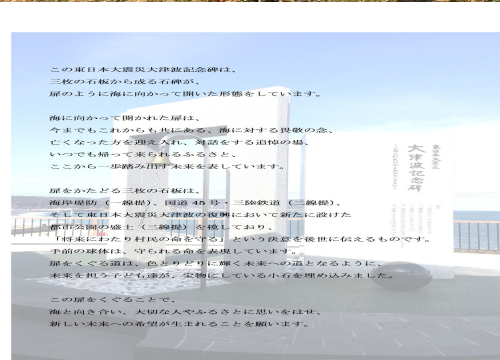 この東日本大震災大津波記念碑は、
三枚の石板から成る石碑が、
扉のように海に向かって開いた形態をしています。
海に向かって開かれた扉は、
今までもこれからも共にある、海に対する畏敬の念、
亡くなった方を迎え入れ、対話をする追悼の場、
いつでも帰って来られるふるさと、
ここから一歩踏み出す未来を表しています。
扉をかたどる三枚の石板は、
海岸堤防（一線堤）、国道45号・三陸鉄道（二線堤）、
そして東日本大震災大津波の復興において新たに設けた
都市公園の盛土（三線堤）を模しており、
「将来にわたり村民の命を守る」という決意を後世に伝えるものです。
手前の球体は、守られる命を表現しています。
扉をくぐる道は、色とりどりに輝く未来への道となるように、
未来を担う子ども達が、宝物にしている小石を埋め込みました。
この扉をくぐることで、
海と向き合い、大切な人やふるさとに思いをはせ、
新しい未来への希望が生まれることを願います。
東日本大震災
大津波記念碑